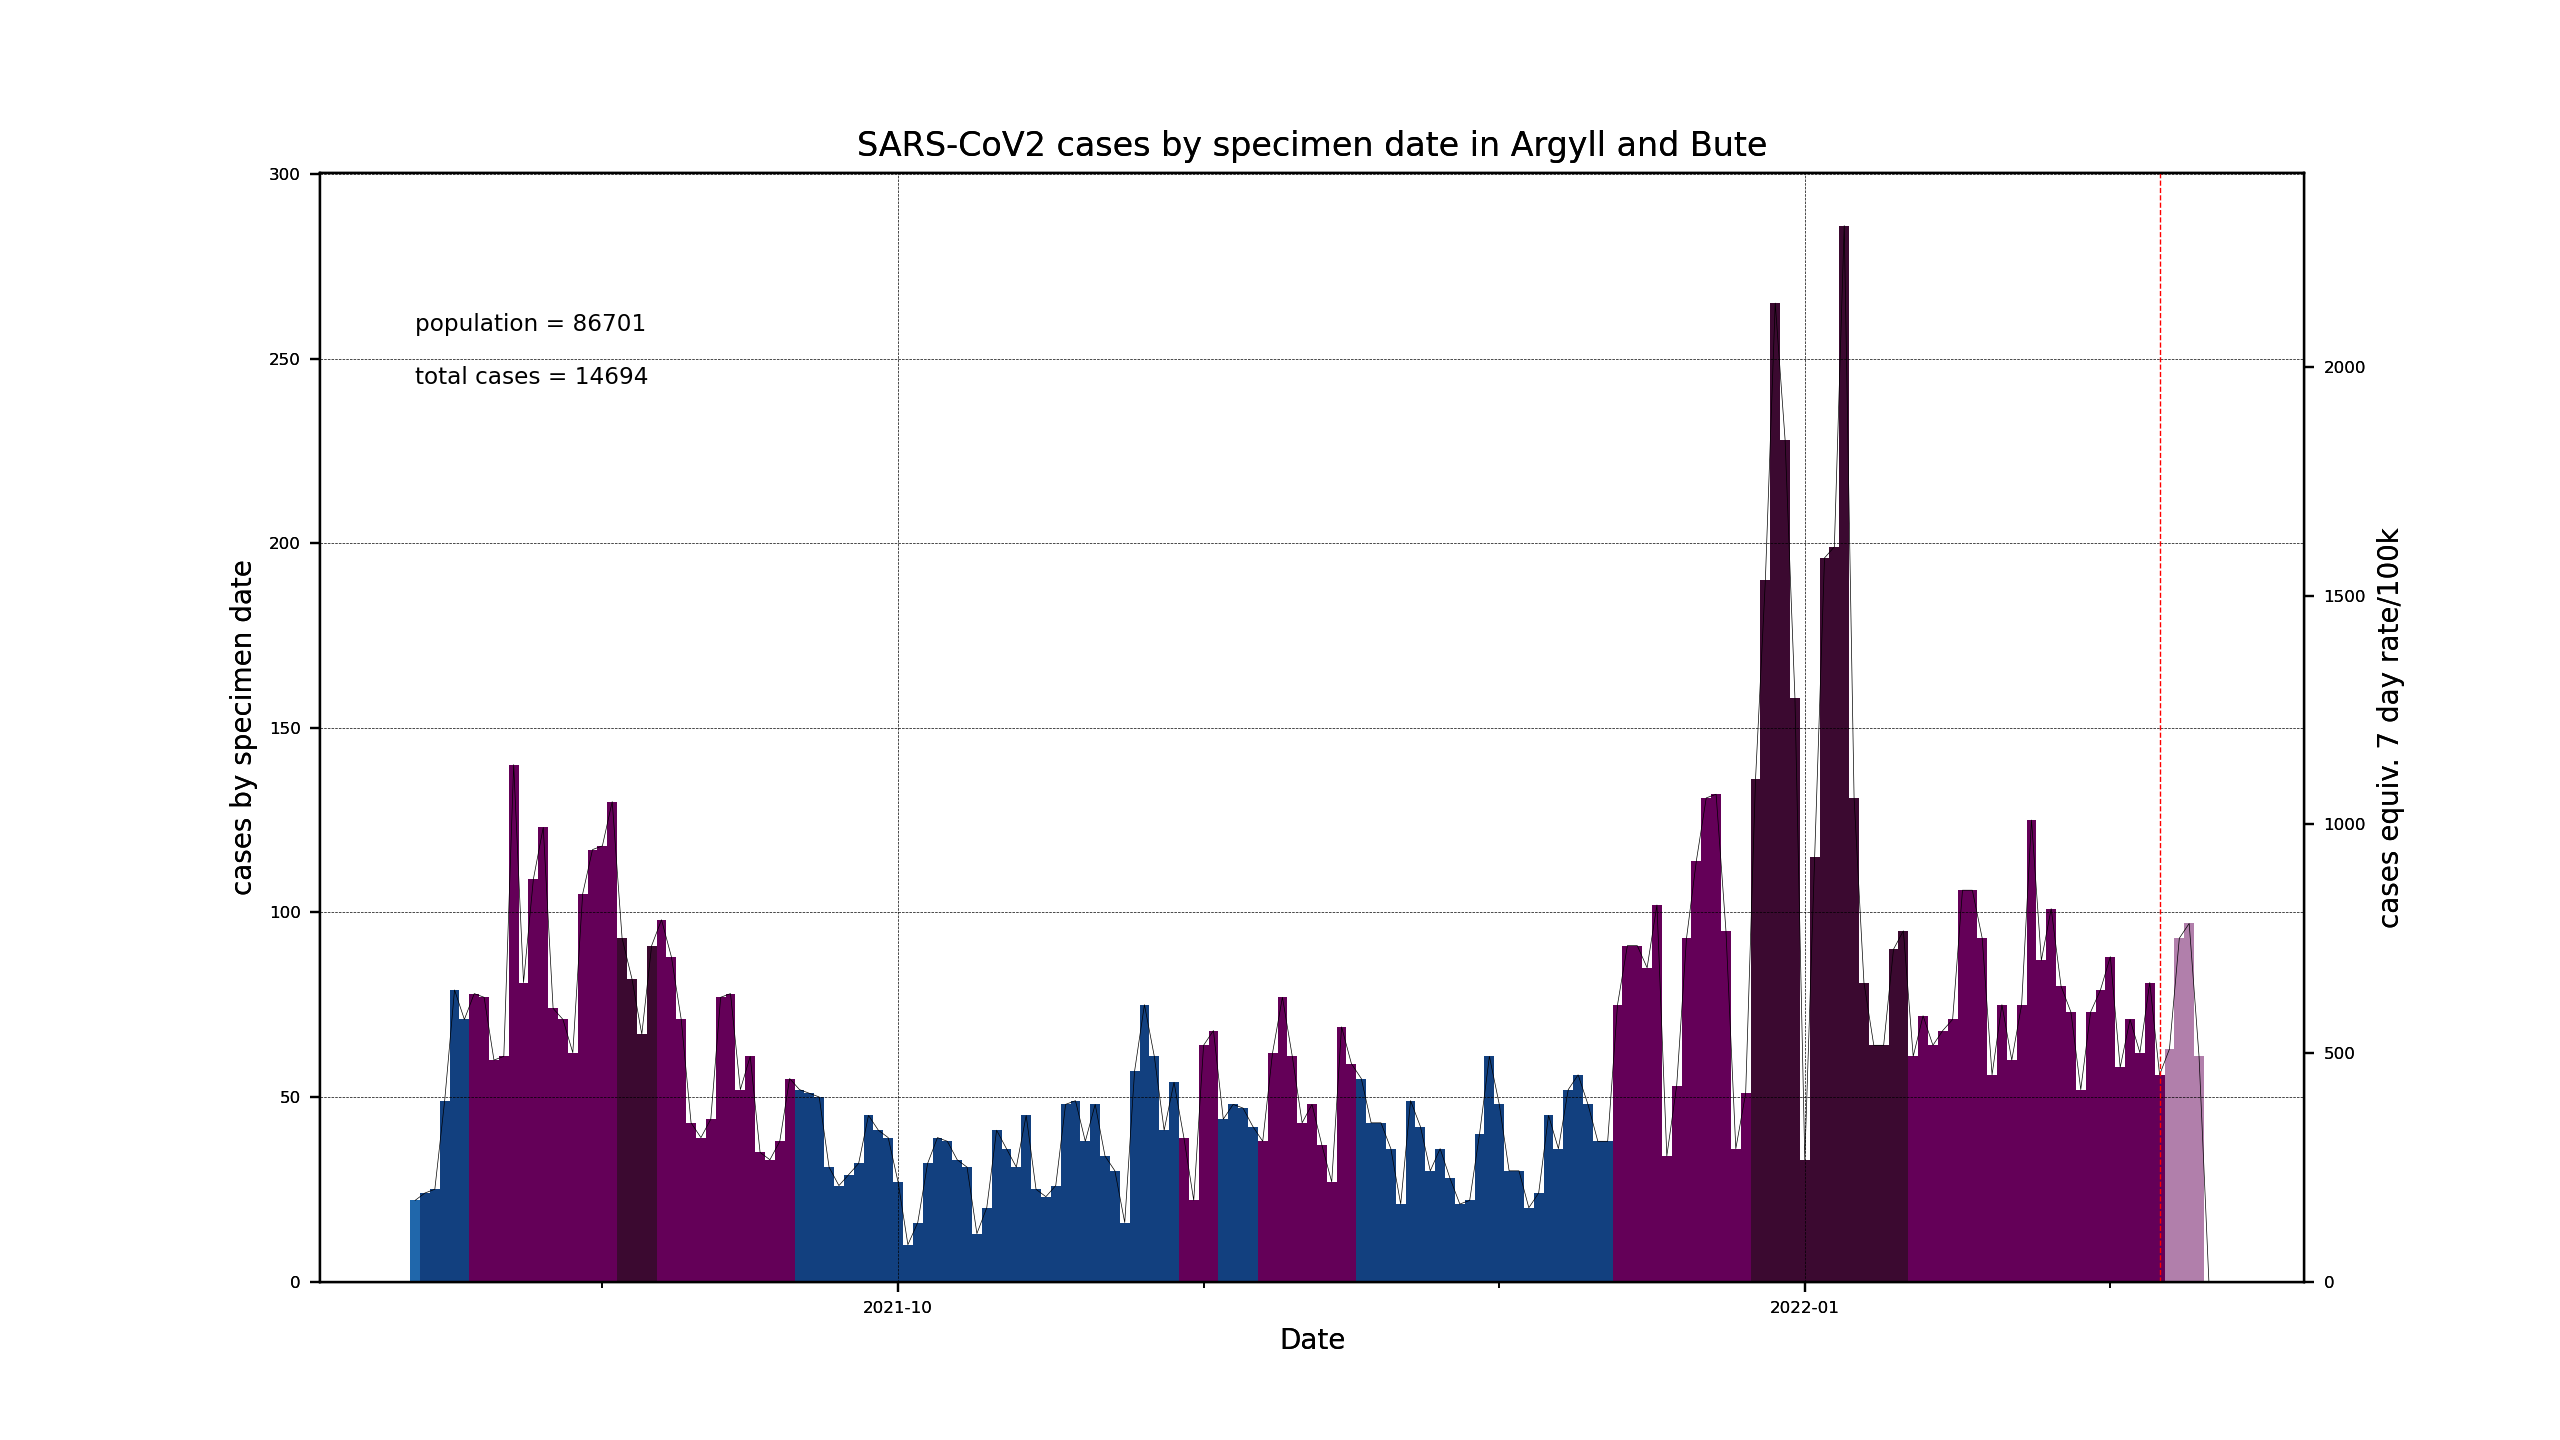 SARS-CoV2 cases by specimen date in Argyll and Bute
population = 86701
total cases = 14694
cases by specimen date
300
250
200
150
100
50
0
2000
1500
1000
500
0
cases equiv. 7 day rate/100k
2021-10
2022-01
Date